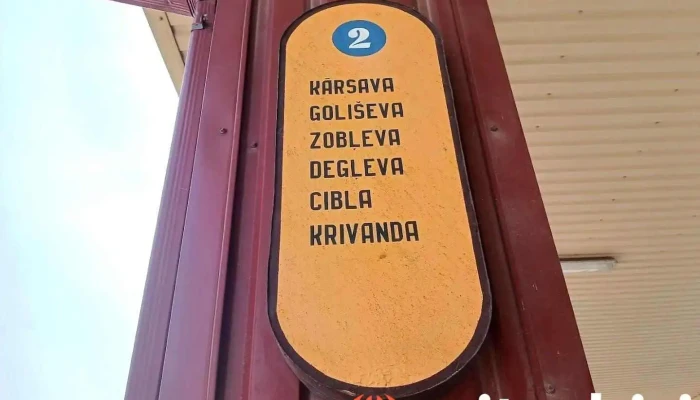 2
KĀRSAVA
GOLIŠEVA
ZOBĻEVA
DEGĻEVA
CIBLA
KRIVANDA